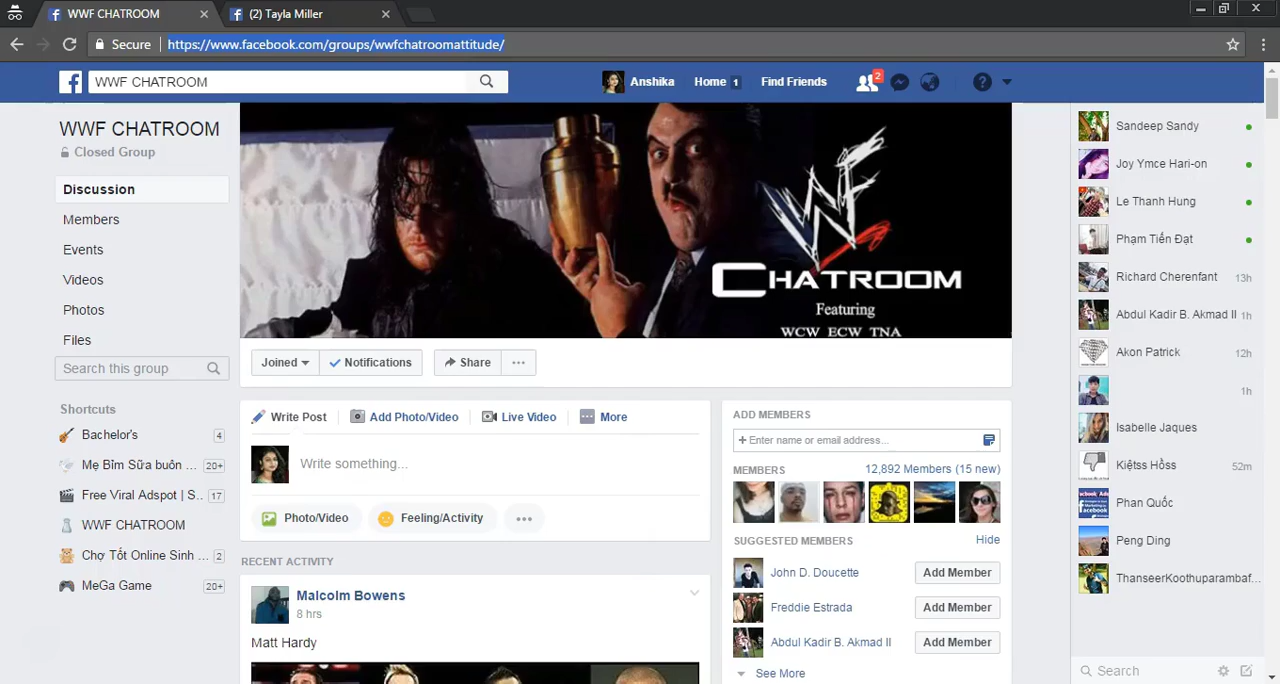 WWF CHATROOM
(2) Tayla Miller
Secure
https://www.facebook.com/groups/wwfchatroomattitude/
WWF CHATROOM
Anshika
Home 1
Find Friends
2
WWF CHATROOM
Closed Group
Discussion
Members
Events
Videos
Photos
Files
Search this group
Shortcuts
Bachelor's 4
Mẹ Bỉm Sữa buôn ... 20+
Free Viral Adspot | S... 17
WWF CHATROOM
Chợ Tốt Online Sinh ... 2
MeGa Game 20+
WF
CHATROOM
Featuring
WCW ECW TNA
Joined
Notifications
Share
Write Post
Add Photo/Video
Live Video
More
Write something...
Photo/Video
Feeling/Activity
RECENT ACTIVITY
Malcolm Bowens
8 hrs
Matt Hardy
ADD MEMBERS
+ Enter name or email address...
MEMBERS
12,892 Members (15 new)
SUGGESTED MEMBERS
Hide
John D. Doucette
Add Member
Freddie Estrada
Add Member
Abdul Kadir B. Akmad II
Add Member
See More
Sandeep Sandy
Joy Ymce Hari-on
Le Thanh Hung
Phạm Tiến Đạt
Richard Cherenfant 13h
Abdul Kadir B. Akmad II 1h
Akon Patrick 12h
1h
Isabelle Jaques
Kiệtss Hồss 52m
Phan Quốc
Peng Ding
ThanseerKoothuparambaf...
Search